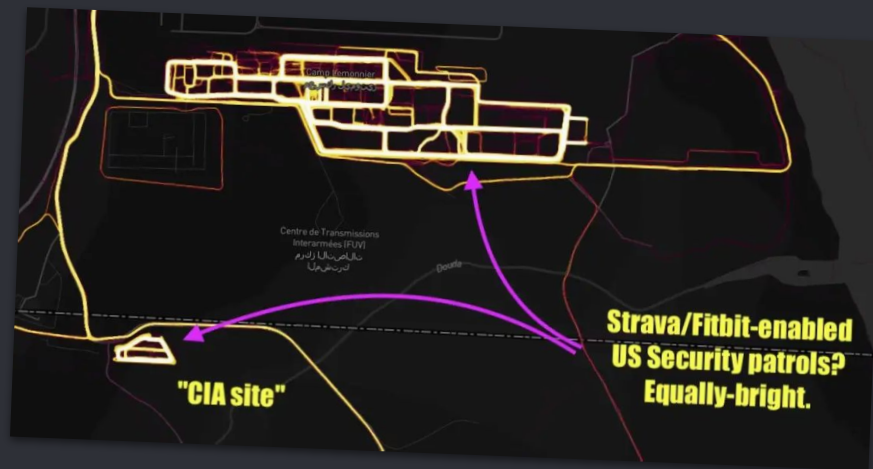 Camp Lemonnier
Centre de Transmissions
Interarmées (FUV)
مركز الاتصالات
المشترك
Douda
Strava/Fitbit-enabled
US Security patrols?
Equally-bright.
"CIA site"